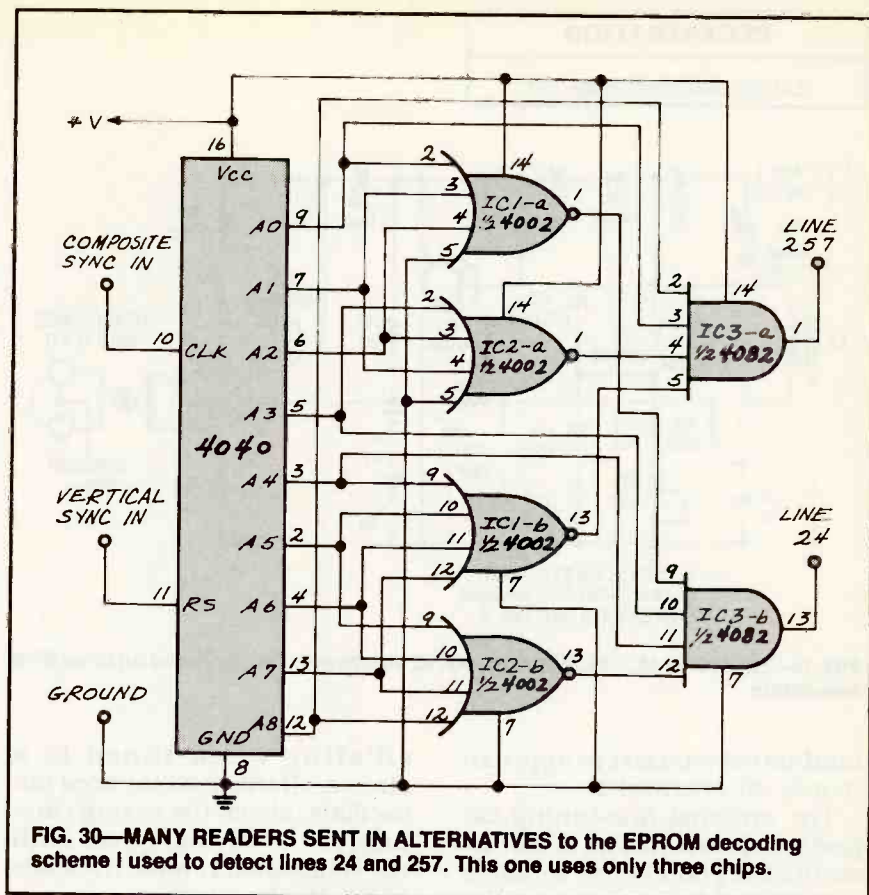 +V
16
Vcc
COMPOSITE
SYNC IN
10
CLK
4040
VERTICAL
SYNC IN
11
RS
GROUND
GND
8
A0 9
A1 7
A2 6
A3 5
A4 3
A5 2
A6 4
A7 13
A8 12
2
3
4
5
14
IC1-a
½ 4002
1
2
3
4
5
14
IC2-a
½ 4002
1
9
10
11
12
IC1-b
½ 4002
13
7
9
10
11
12
IC2-b
½ 4002
13
7
2
3
4
5
14
IC3-a
½ 4082
1
LINE
257
9
10
11
12
IC3-b
½ 4082
13
7
LINE
24
FIG. 30—MANY READERS SENT IN ALTERNATIVES to the EPROM decoding
scheme I used to detect lines 24 and 257. This one uses only three chips.